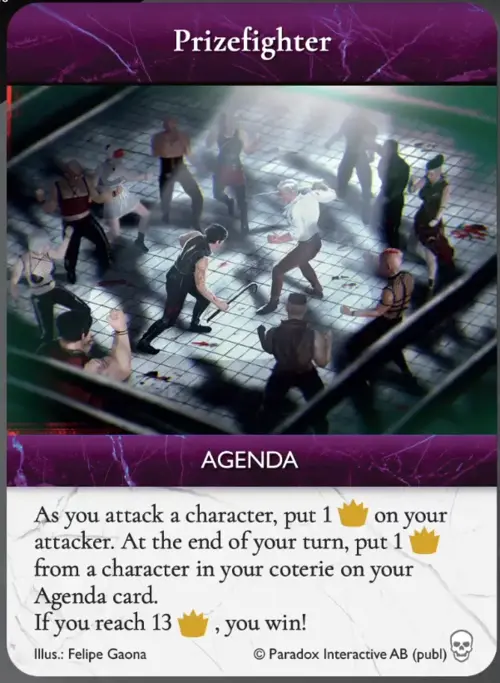 Prizefighter
AGENDA
As you attack a character, put 1 on your
attacker. At the end of your turn, put 1
from a character in your coterie on your
Agenda card.
If you reach 13 , you win!
Illus.: Felipe Gaona © Paradox Interactive AB (publ)